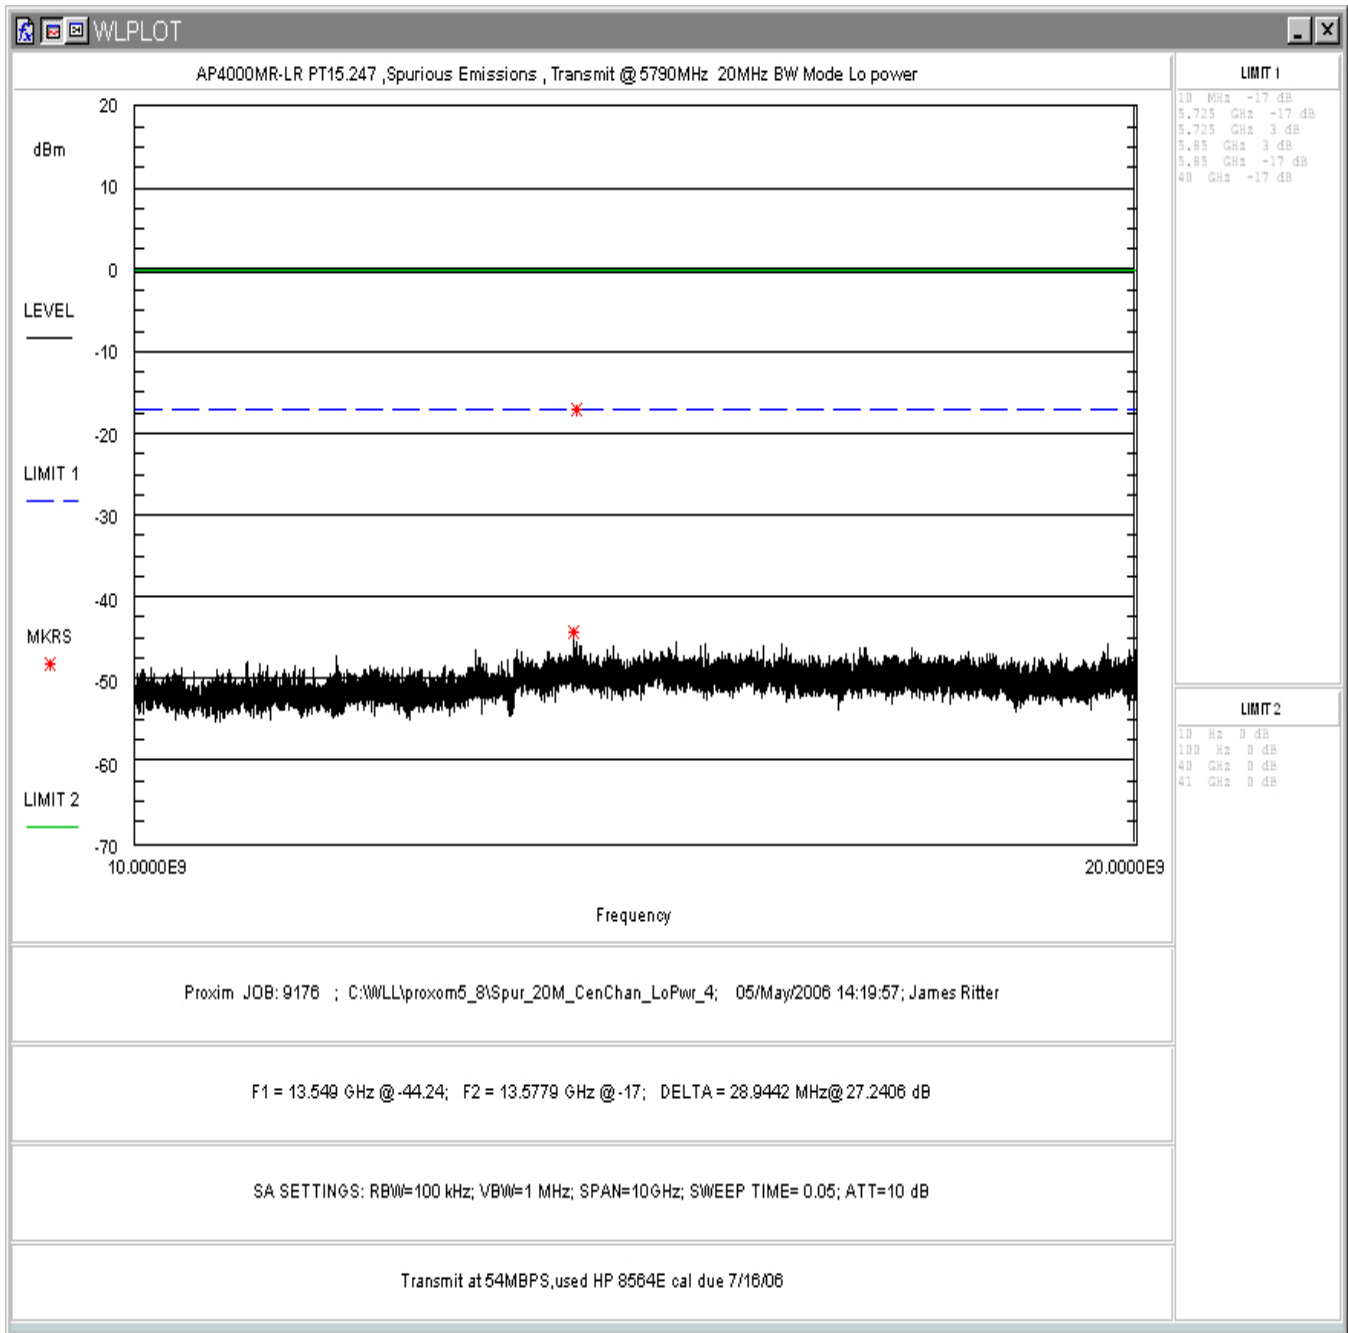 WLPLOT
AP4000MR-LR PT15.247 ,Spurious Emissions , Transmit @ 5790MHz 20MHz BW Mode Lo power
dBm
20
10
0
-10
-20
-30
-40
-50
-60
-70
LEVEL
LIMIT 1
MKRS
LIMIT 2
10.0000E9
20.0000E9
Frequency
LIMIT 1
10 MHz -17 dB
5.725 GHz -17 dB
5.725 GHz 3 dB
5.85 GHz 3 dB
5.85 GHz -17 dB
40 GHz -17 dB
LIMIT 2
10 Hz 0 dB
100 Hz 0 dB
40 GHz 0 dB
41 GHz 0 dB
Proxim JOB: 9176 ; C:\WLL\proxom5_8\Spur_20M_CenChan_LoPwr_4; 05/May/2006 14:19:57; James Ritter
F1 = 13.549 GHz @ -44.24; F2 = 13.5779 GHz @ -17; DELTA = 28.9442 MHz@ 27.2406 dB
SA SETTINGS: RBW=100 kHz; VBW=1 MHz; SPAN=10GHz; SWEEP TIME= 0.05; ATT=10 dB
Transmit at 54MBPS,used HP 8564E cal due 7/16/06